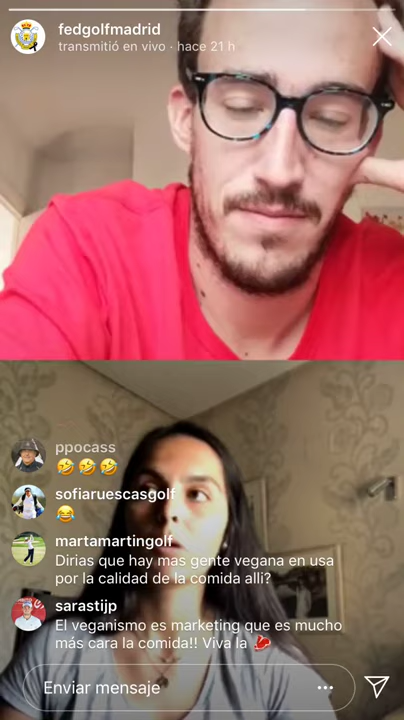 fedgolfmadrid
transmitió en vivo · hace 21 h
ppocass
🤣🤣🤣
sofiaruescasgolf
😂
martamartingolf
Dirias que hay mas gente vegana en usa
por la calidad de la comida alli?
sarastijp
El veganismo es marketing que es mucho
más cara la comida!! Viva la 🥩
Enviar mensaje